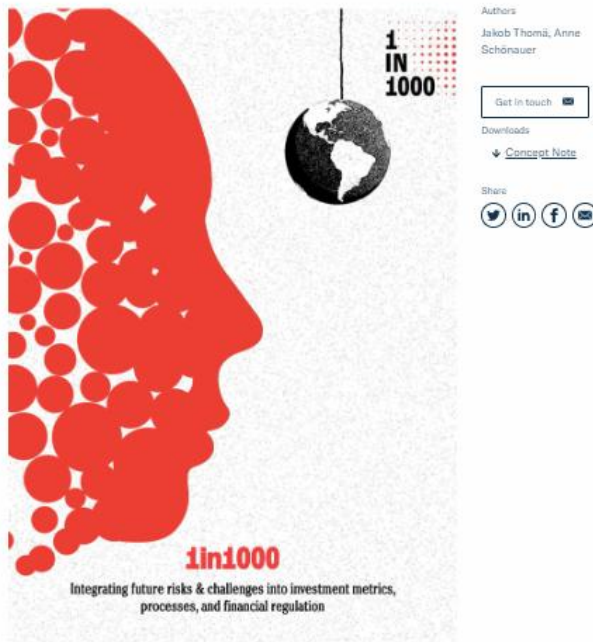 1
IN
1000
1in1000
Integrating future risks & challenges into investment metrics,
processes, and financial regulation
Authors
Jakob Thomä, Anne
Schönauer
Get in touch
Downloads
Concept Note
Share